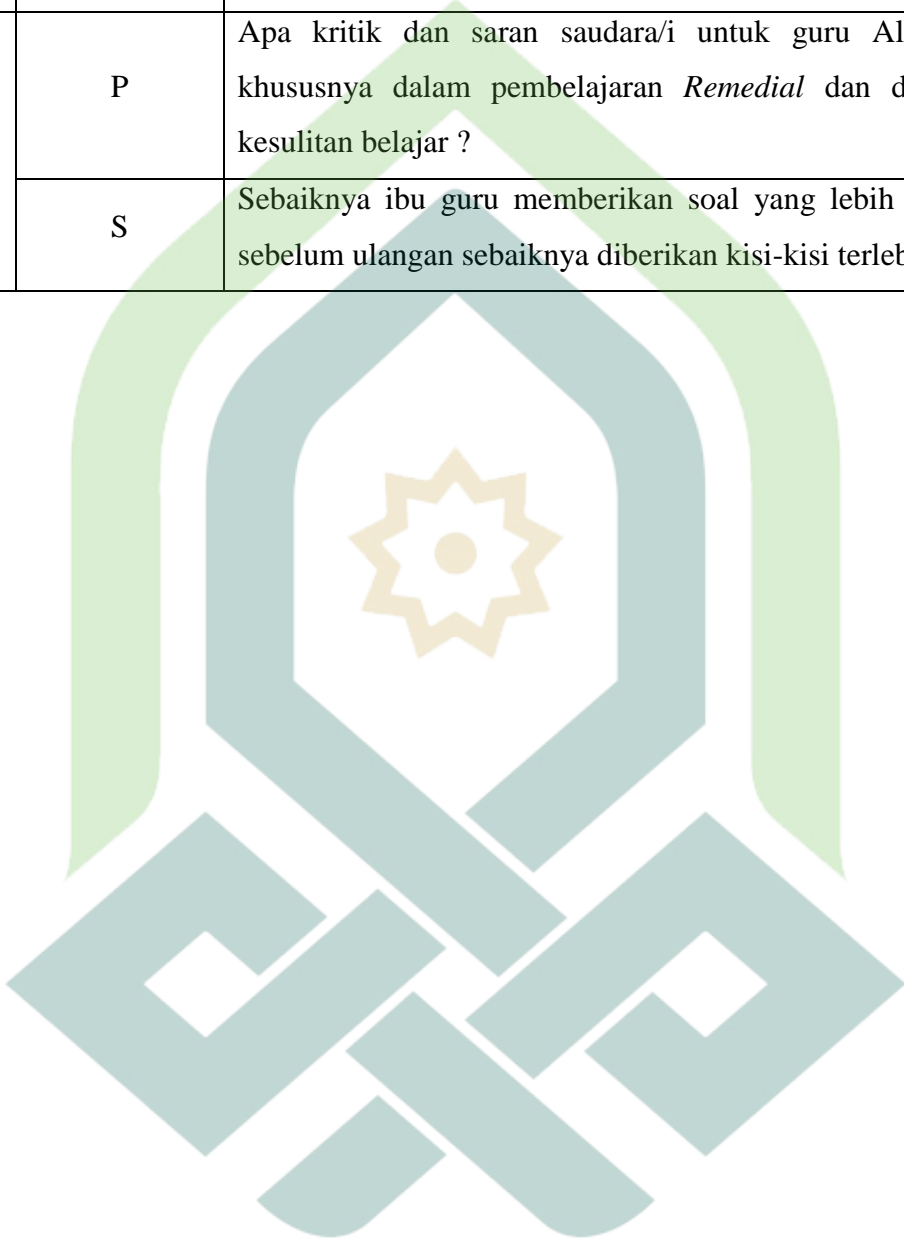 P
Apa kritik dan saran saudara/i untuk guru Al
khususnya dalam pembelajaran Remedial dan d
kesulitan belajar ?
S
Sebaiknya ibu guru memberikan soal yang lebih
sebelum ulangan sebaiknya diberikan kisi-kisi terleb